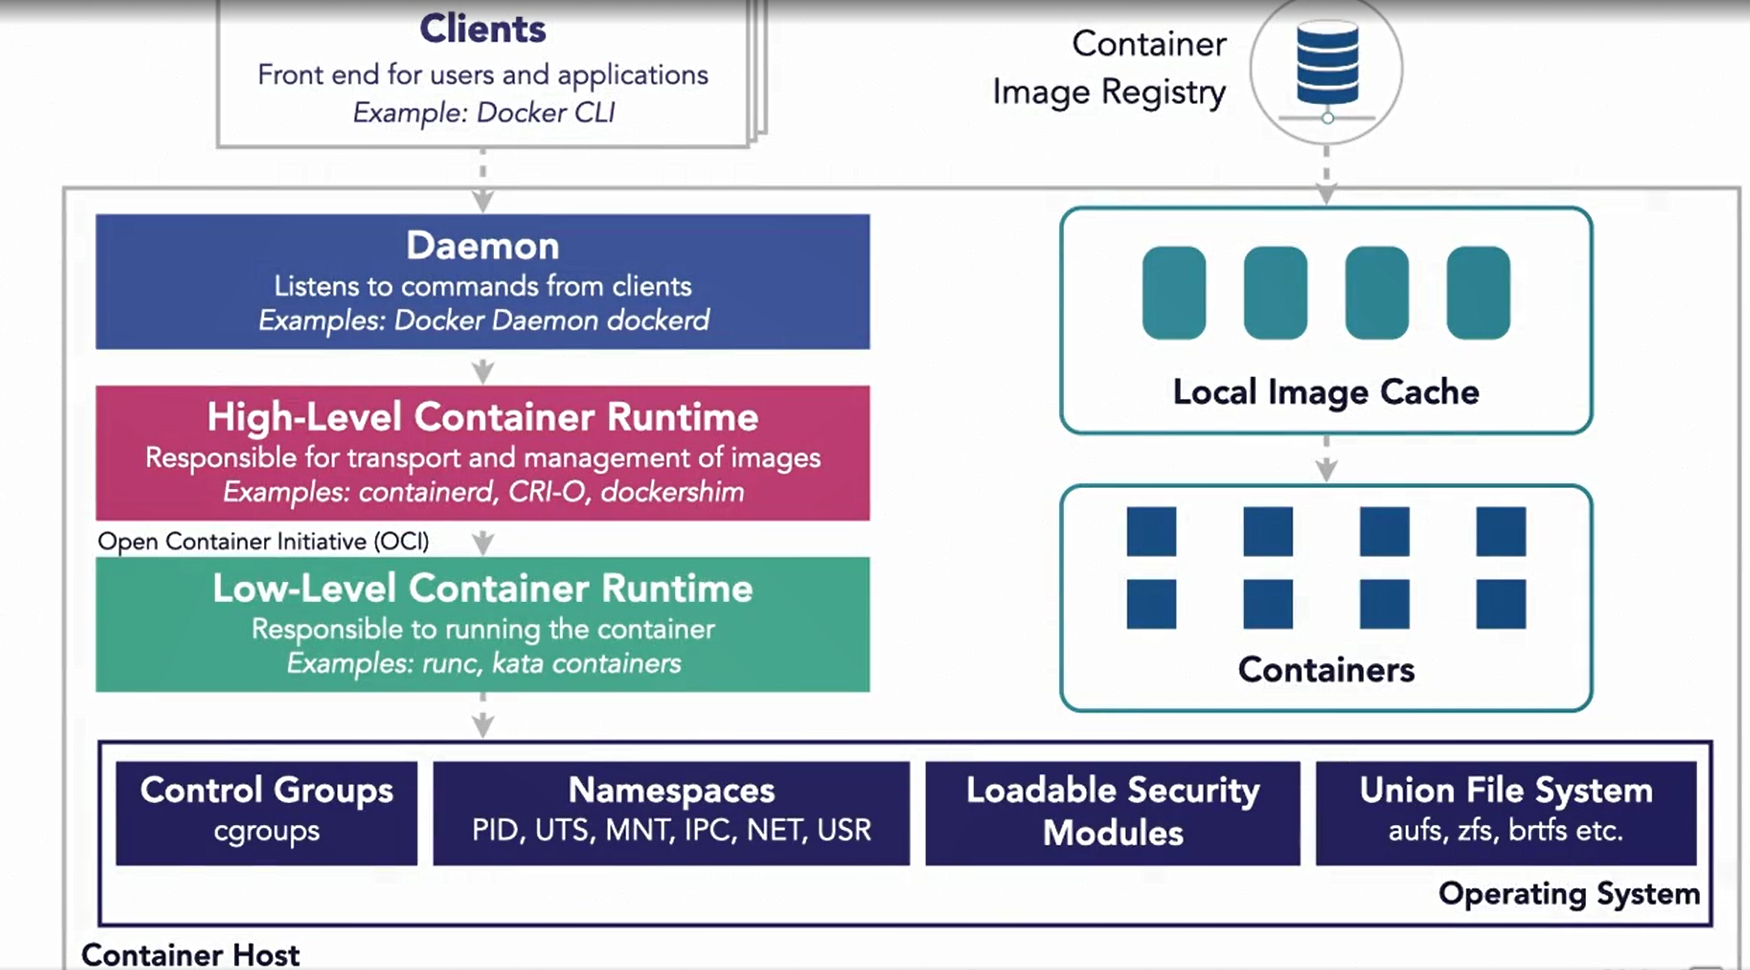 Clients
Front end for users and applications
Example: Docker CLI
Container
Image Registry
Daemon
Listens to commands from clients
Examples: Docker Daemon dockerd
High-Level Container Runtime
Responsible for transport and management of images
Examples: containerd, CRI-O, dockershim
Open Container Initiative (OCI)
Low-Level Container Runtime
Responsible to running the container
Examples: runc, kata containers
Local Image Cache
Containers
Control Groups
cgroups
Namespaces
PID, UTS, MNT, IPC, NET, USR
Loadable Security
Modules
Union File System
aufs, zfs, brtfs etc.
Operating System
Container Host